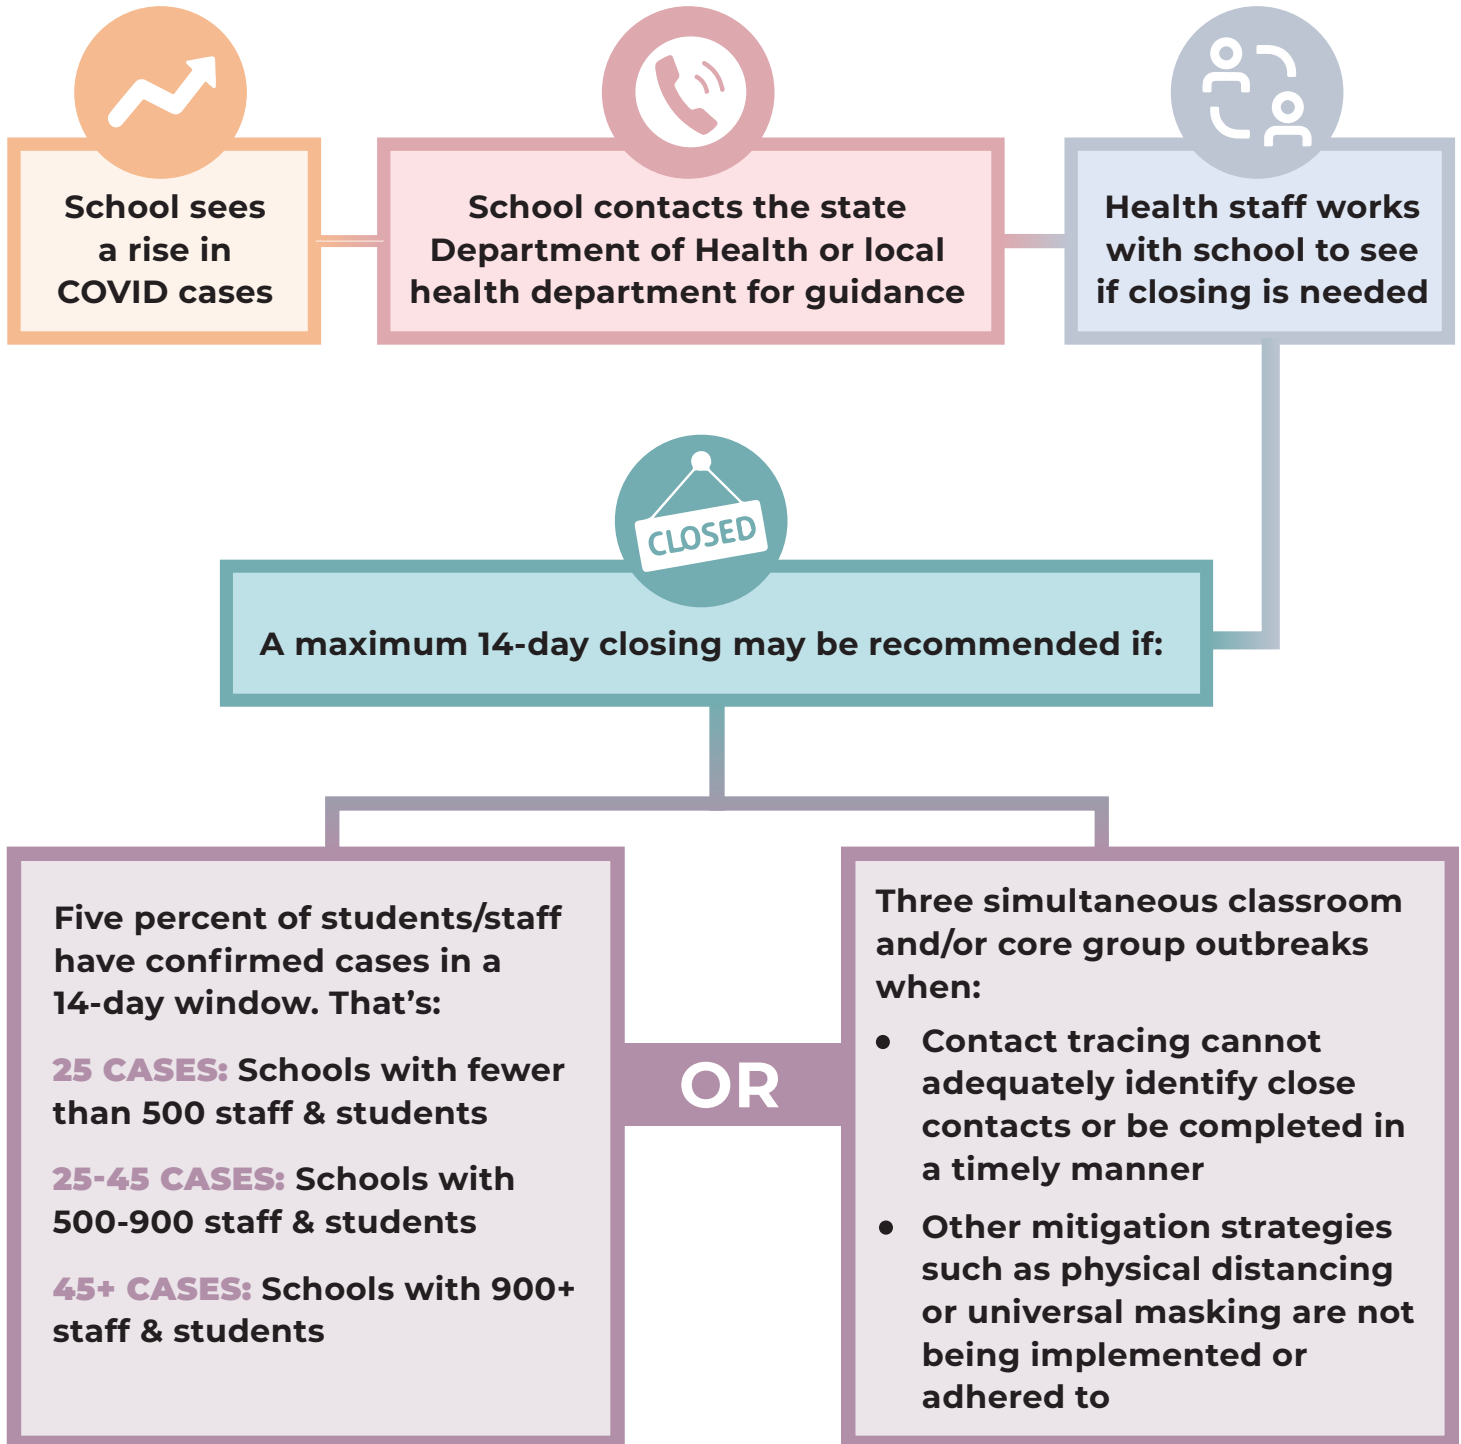 School sees
a rise in
COVID cases
School contacts the state
Department of Health or local
health department for guidance
Health staff works
with school to see
if closing is needed
CLOSED
A maximum 14-day closing may be recommended if:
Five percent of students/staff
have confirmed cases in a
14-day window. That's:
25 CASES: Schools with fewer
than 500 staff & students
25-45 CASES: Schools with
500-900 staff & students
45+ CASES: Schools with 900+
staff & students
OR
Three simultaneous classroom
and/or core group outbreaks
when:
• Contact tracing cannot
adequately identify close
contacts or be completed in
a timely manner
• Other mitigation strategies
such as physical distancing
or universal masking are not
being implemented or
adhered to